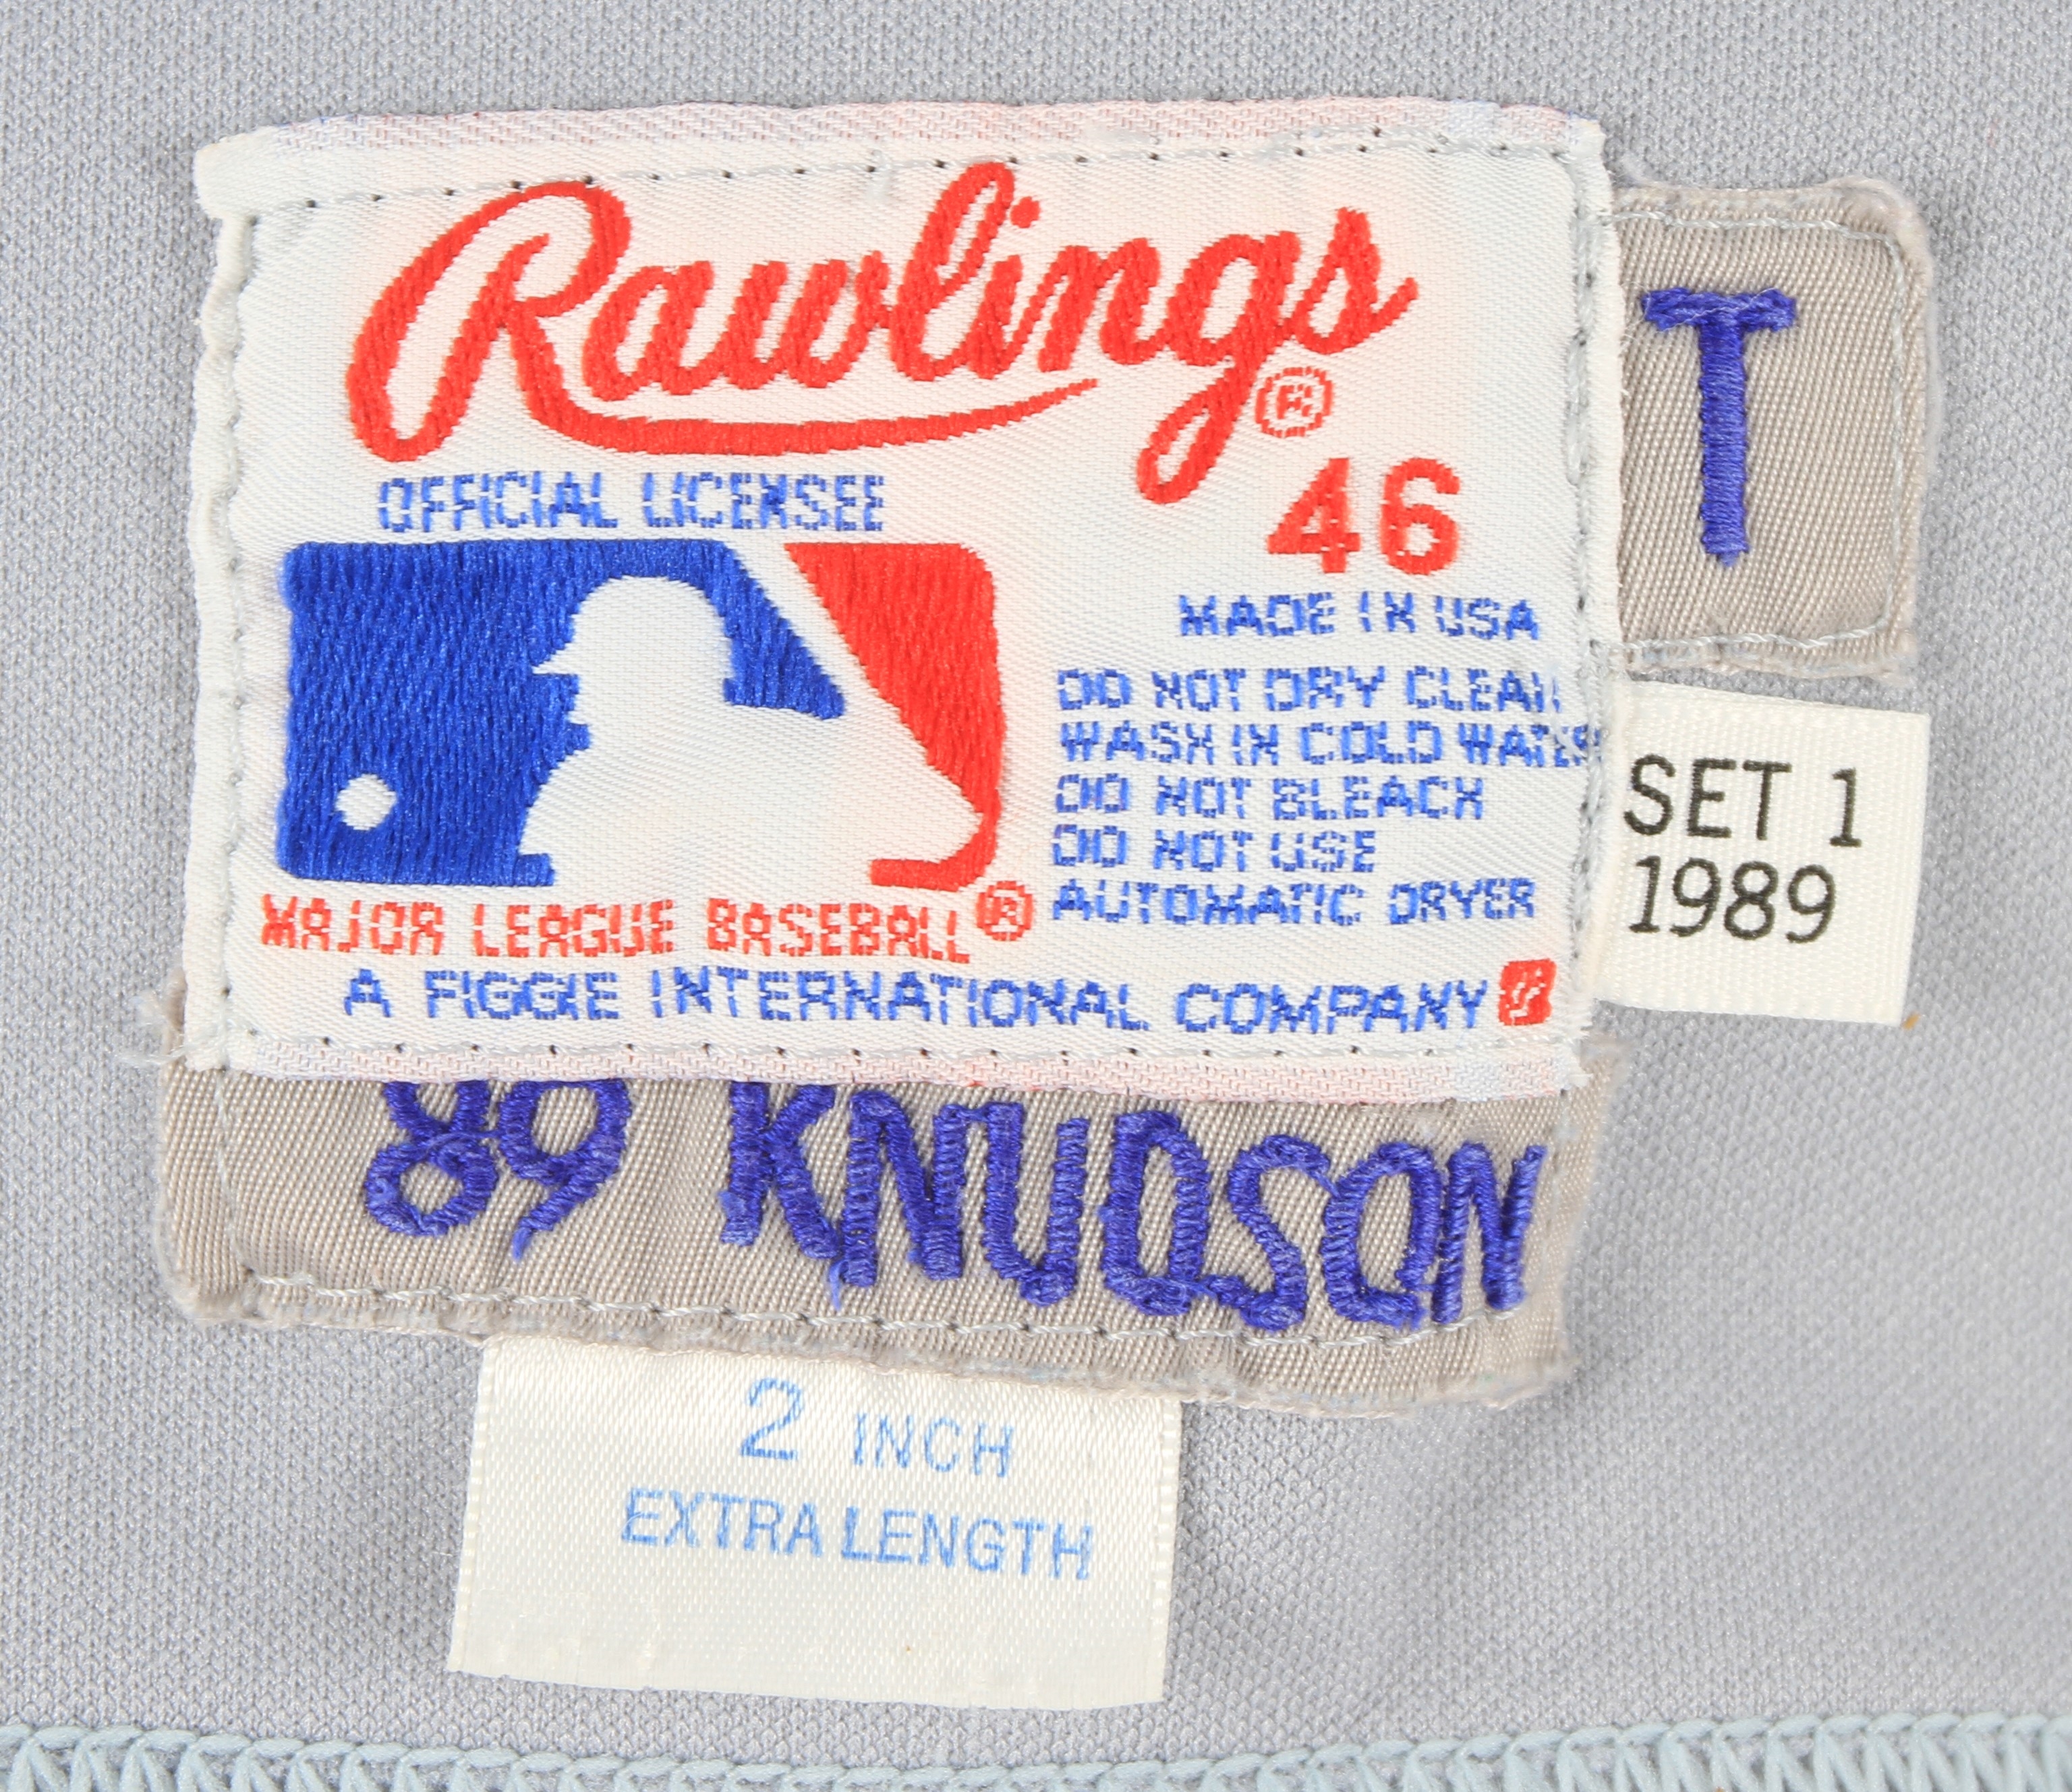 Rawlings®
T
46
OFFICIAL LICENSEE
MADE IN USA
DO NOT DRY CLEAN
WASH IN COLD WATER
DO NOT BLEACH
DO NOT USE
AUTOMATIC DRYER
SET 1
1989
MAJOR LEAGUE BASEBALL®
A FIGGIE INTERNATIONAL COMPANY
89 KNUDSON
2 INCH
EXTRA LENGTH